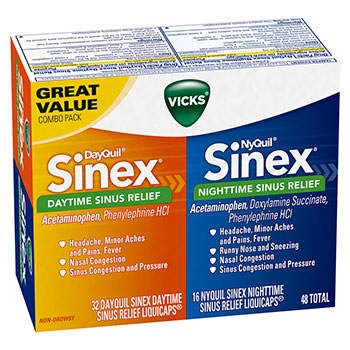 GREAT
VALUE
COMBO PACK
VICKS®
DayQuil®
Sinex®
DAYTIME SINUS RELIEF
Acetaminophen, Phenylephrine HCl
• Headache, Minor Aches
and Pains, Fever
• Nasal Congestion
• Sinus Congestion and Pressure
NON-DROWSY
32 DAYQUIL SINEX DAYTIME
SINUS RELIEF LIQUICAPS®
NyQuil®
Sinex®
NIGHTTIME SINUS RELIEF
Acetaminophen, Doxylamine Succinate,
Phenylephrine HCl
• Headache, Minor Aches
and Pains, Fever
• Runny Nose and Sneezing
• Nasal Congestion
• Sinus Congestion and Pressure
16 NYQUIL SINEX NIGHTTIME
SINUS RELIEF LIQUICAPS®
48 TOTAL
Sinex
Sinex